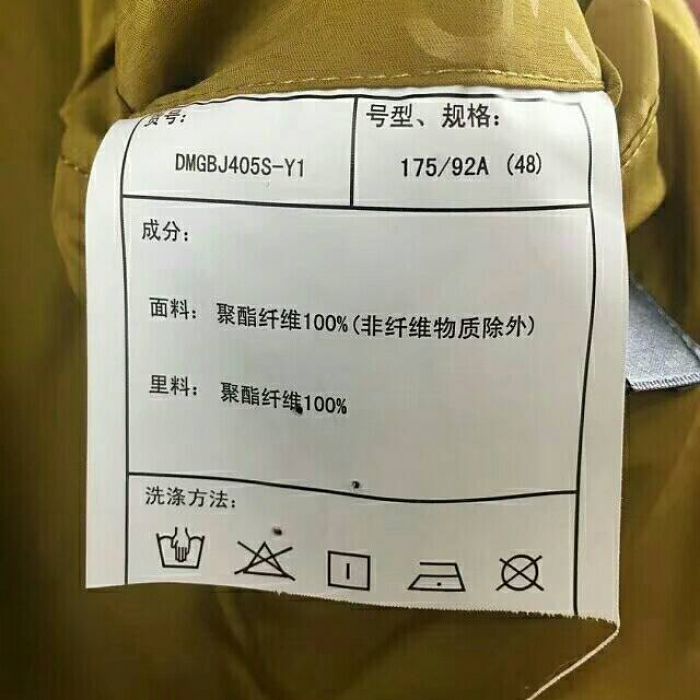 货号：
DMGBJ405S-Y1
号型、规格：
175/92A (48)
成分：
面料：聚酯纤维100%(非纤维物质除外)
里料：聚酯纤维100%
洗涤方法：